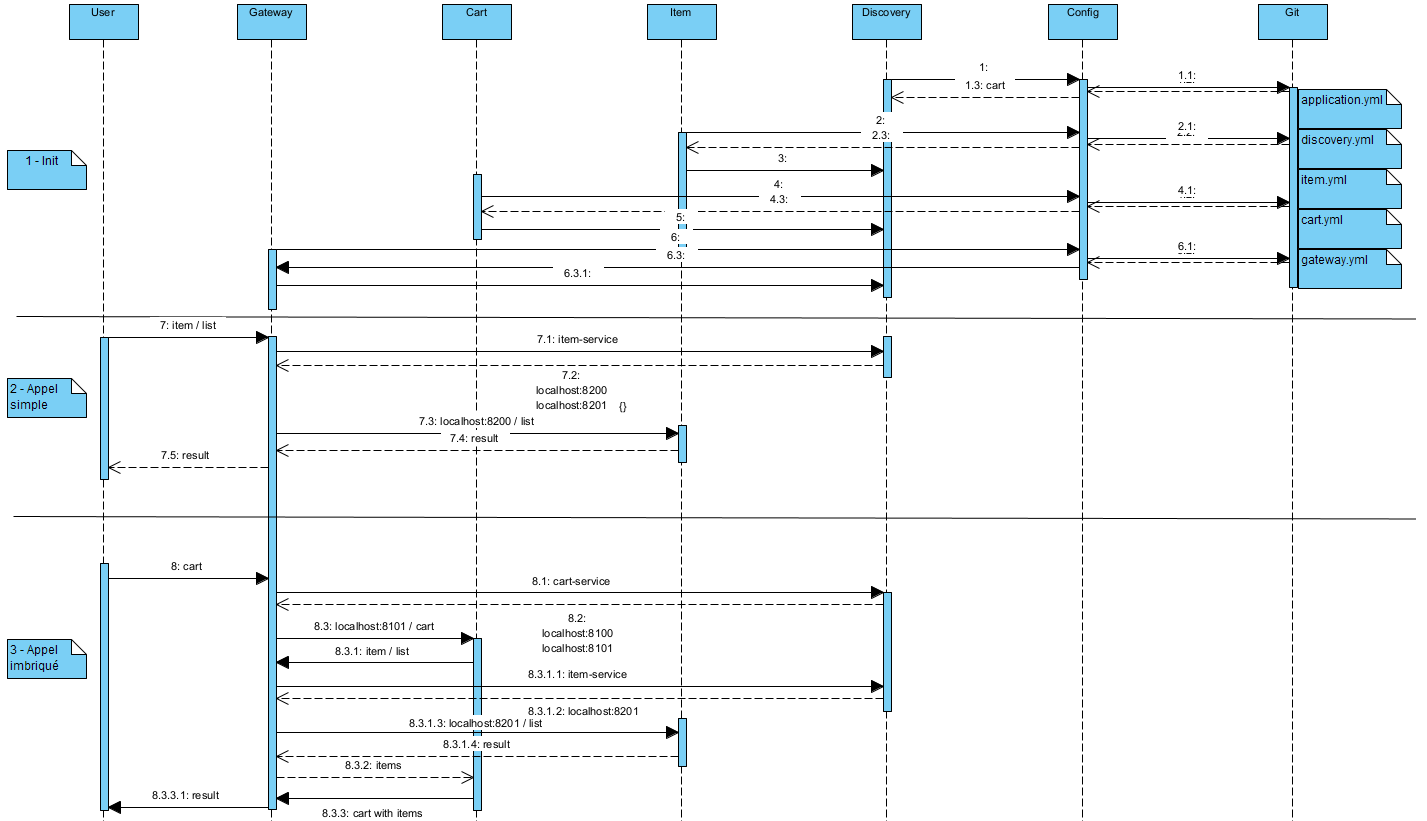 User
Gateway
Cart
Item
Discovery
Config
Git
1:
1.1:
1.3: cart
application.yml
2:
2.1:
2.3:
discovery.yml
1 - Init
3:
item.yml
4:
4.1:
4.3:
5:
cart.yml
6:
6.1:
6.3:
gateway.yml
6.3.1:
7: item / list
7.1: item-service
7.2:
localhost:8200
localhost:8201 {}
2 - Appel
simple
7.3: localhost:8200 / list
7.4: result
7.5: result
8: cart
8.1: cart-service
8.2:
localhost:8100
localhost:8101
8.3: localhost:8101 / cart
3 - Appel
imbriqué
8.3.1: item / list
8.3.1.1: item-service
8.3.1.2: localhost:8201
8.3.1.3: localhost:8201 / list
8.3.1.4: result
8.3.2: items
8.3.3.1: result
8.3.3: cart with items